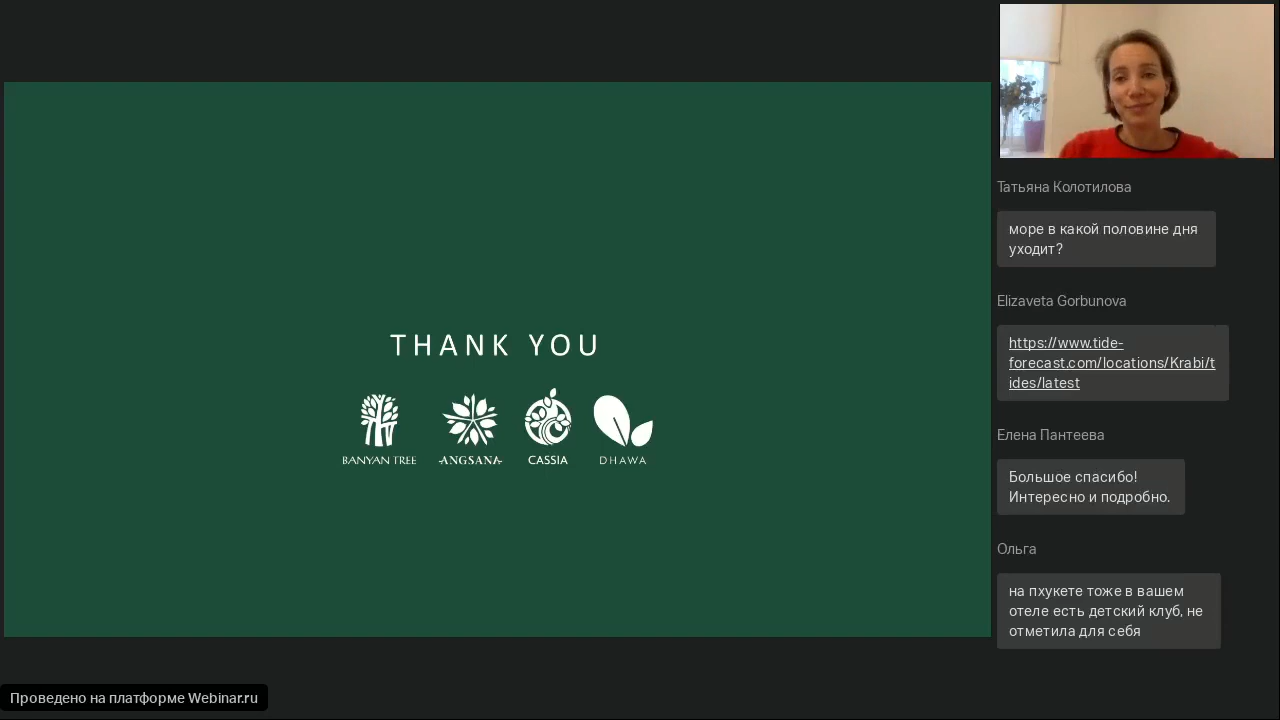 THANK YOU
BANYAN TREE
ANGSANA
CASSIA
DHAWA
Татьяна Колотилова
море в какой половине дня
уходит?
Elizaveta Gorbunova
https://www.tide-
forecast.com/locations/Krabi/t
ides/latest
Елена Пантеева
Большое спасибо!
Интересно и подробно.
Ольга
на пхукете тоже в вашем
отеле есть детский клуб, не
отметила для себя
Проведено на платформе Webinar.ru